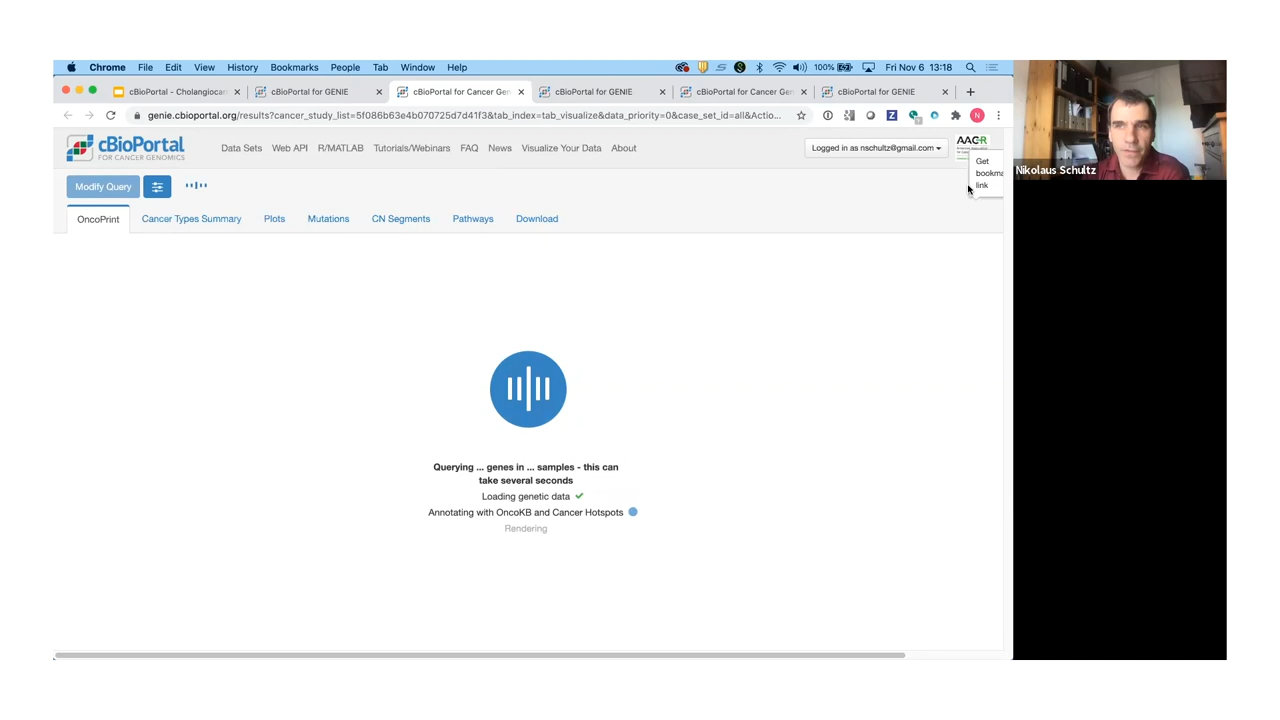 Chrome File Edit View History Bookmarks People Tab Window Help 100% Fri Nov 6 13:18
cBioPortal - Cholangiocar
cBioPortal for GENIE
cBioPortal for Cancer Gen
cBioPortal for GENIE
cBioPortal for Cancer Gen
cBioPortal for GENIE
genie.cbioportal.org/results?cancer_study_list=5f086b63e4b070725d7d41f3&tab_index=tab_visualize&data_priority=0&case_set_id=all&Actio...
N
cBioPortal
FOR CANCER GENOMICS
Data Sets Web API R/MATLAB Tutorials/Webinars FAQ News Visualize Your Data About
Logged in as nschultz@gmail.com
AACR
Get
bookma
link
Nikolaus Schultz
Modify Query
OncoPrint Cancer Types Summary Plots Mutations CN Segments Pathways Download
Querying ... genes in ... samples - this can
take several seconds
Loading genetic data
Annotating with OncoKB and Cancer Hotspots
Rendering